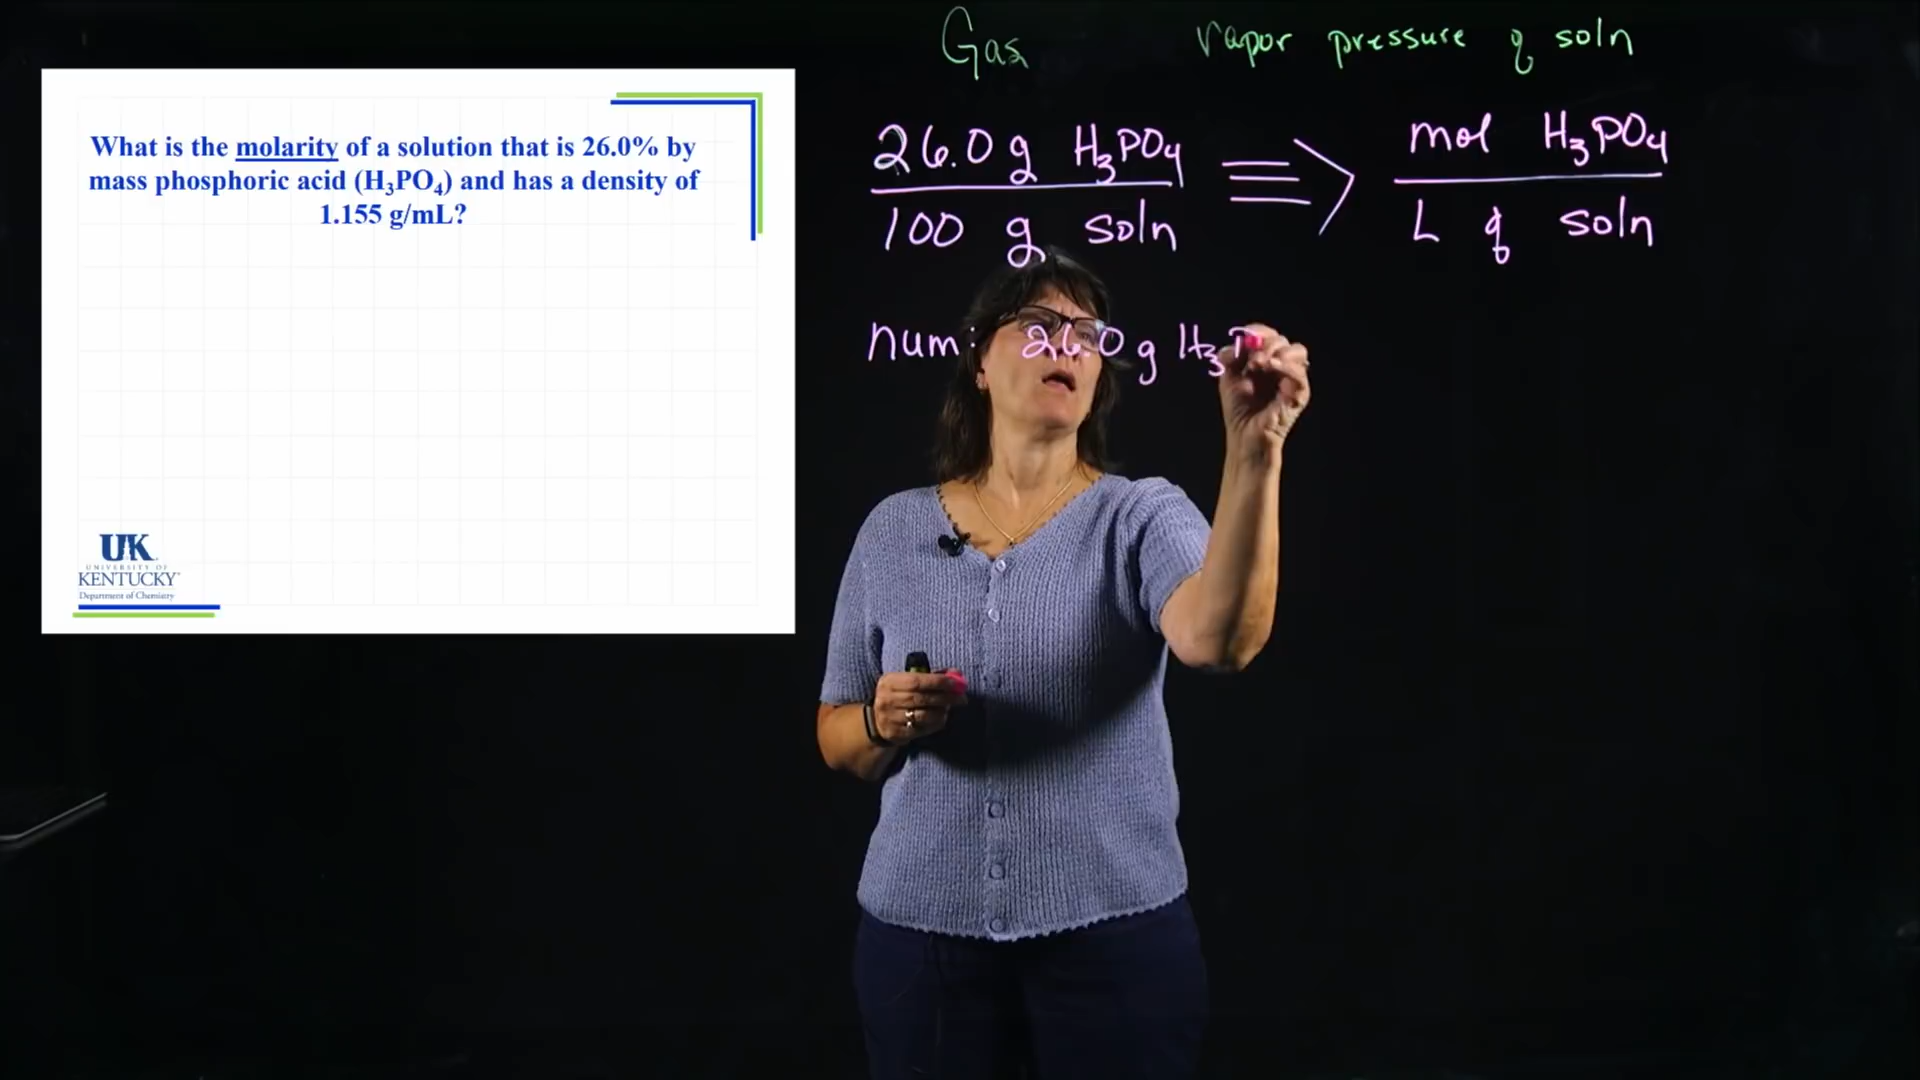 Gas vapor pressure of soln
What is the molarity of a solution that is 26.0% by
mass phosphoric acid (H₃PO₄) and has a density of
1.155 g/mL?
26.0 g H₃PO₄
100 g soln
mol H₃PO₄
L of soln
num: 26.0 g H₃P
UK
UNIVERSITY OF
KENTUCKY
Department of Chemistry